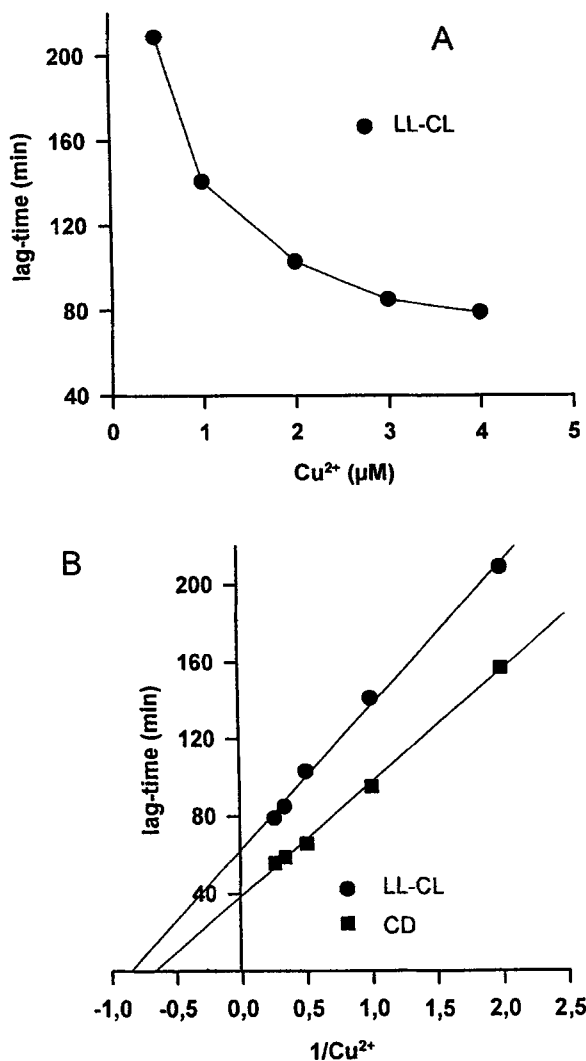 A
200
160
120
80
40
lag-time (min)
LL-CL
0 1 2 3 4 5
Cu²⁺ (µM)
B
200
160
120
80
40
lag-time (min)
LL-CL
CD
-1,0 -0,5 0,0 0,5 1,0 1,5 2,0 2,5
1/Cu²⁺